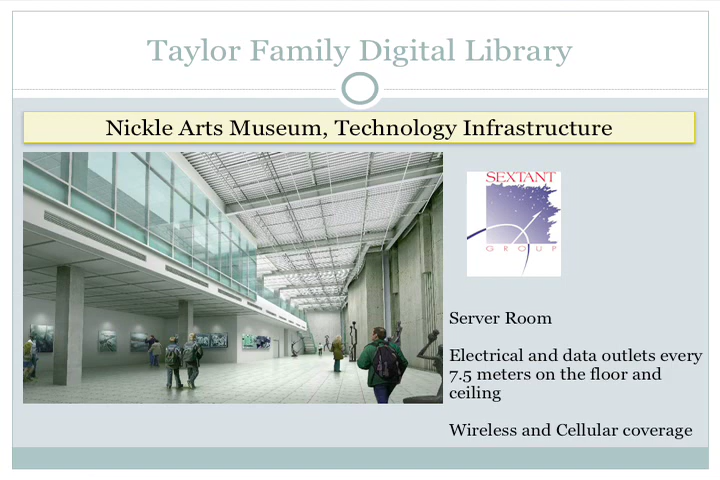 Taylor Family Digital Library
Nickle Arts Museum, Technology Infrastructure
SEXTANT
GROUP
Server Room
Electrical and data outlets every
7.5 meters on the floor and
ceiling
Wireless and Cellular coverage